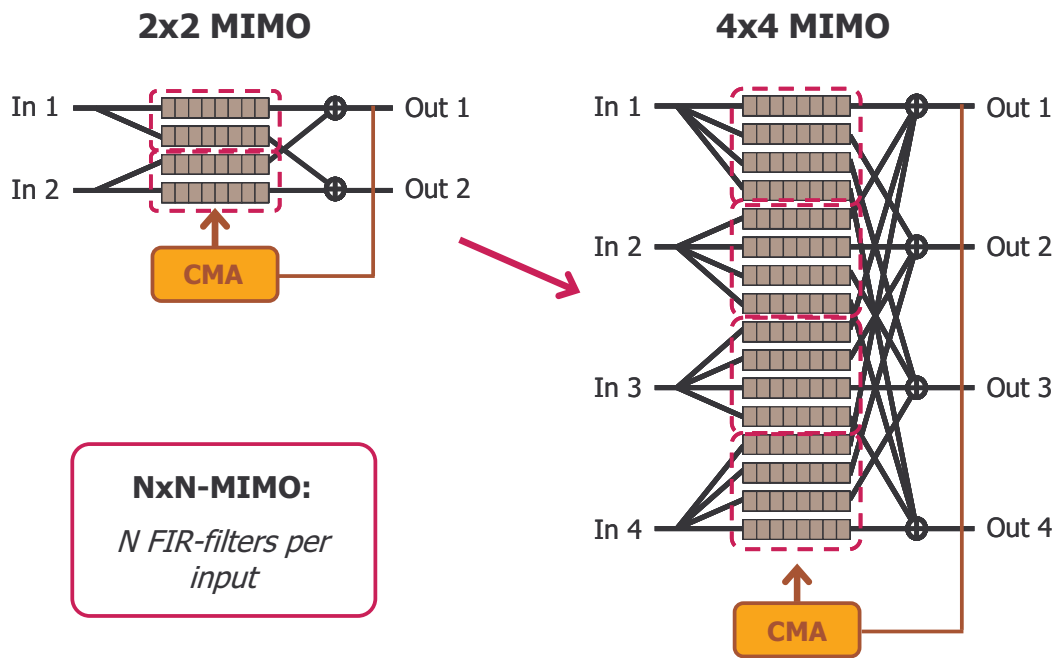 2x2 MIMO
In 1
Out 1
In 2
Out 2
CMA
NxN-MIMO:
N FIR-filters per
input
4x4 MIMO
In 1
Out 1
In 2
Out 2
In 3
Out 3
In 4
Out 4
CMA